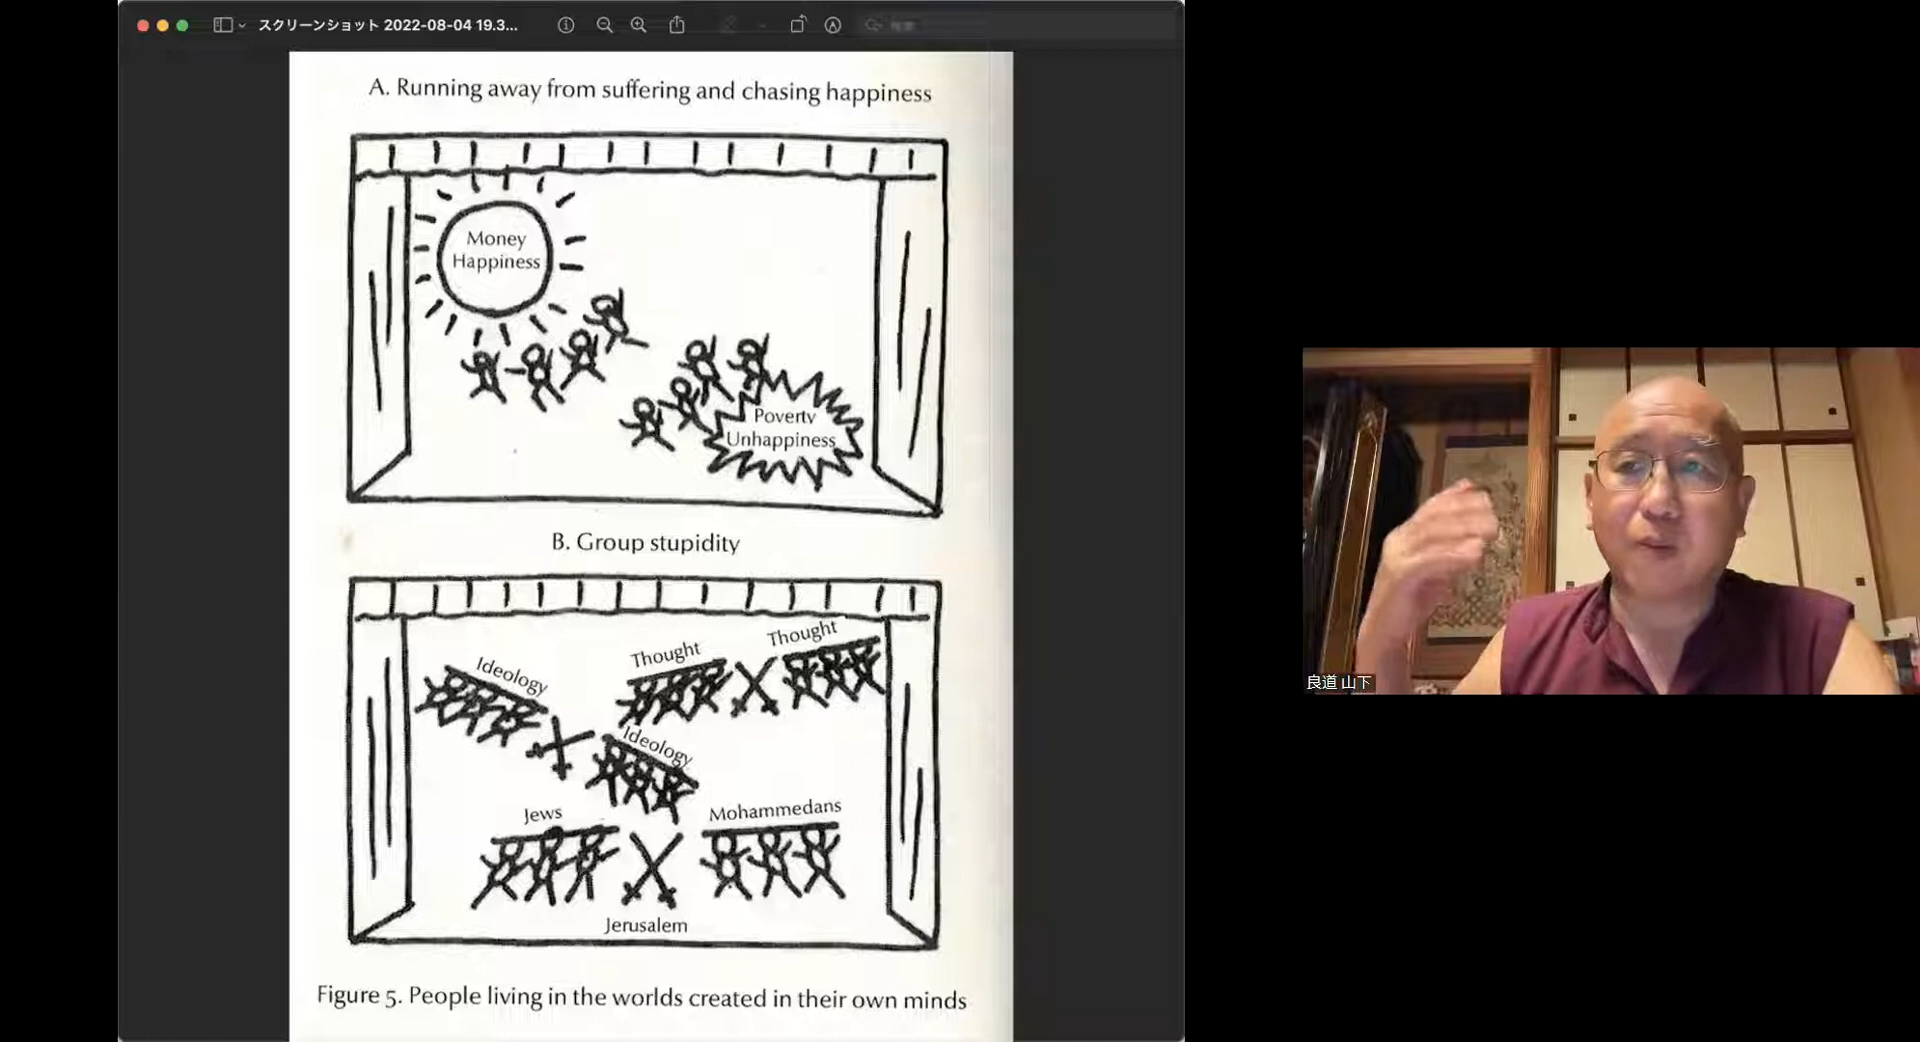 スクリーンショット 2022-08-04 19.3...
A. Running away from suffering and chasing happiness
Money
Happiness
Poverty
Unhappiness
B. Group stupidity
Thought
Thought
Ideology
Ideology
Jews
Mohammedans
Jerusalem
Figure 5. People living in the worlds created in their own minds
良道 山下